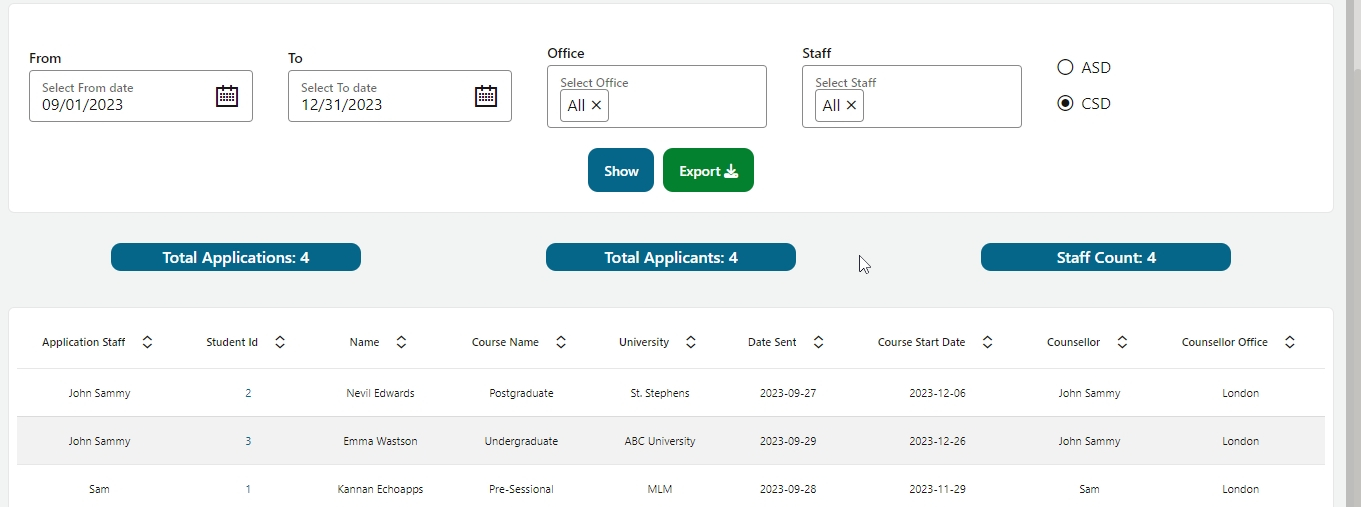 From To Office Staff
Select From date Select To date Select Office Select Staff ASD
09/01/2023 12/31/2023 All × All × CSD
Show Export
Total Applications: 4 Total Applicants: 4 Staff Count: 4
Application Staff Student Id Name Course Name University Date Sent Course Start Date Counsellor Counsellor Office
John Sammy 2 Nevil Edwards Postgraduate St. Stephens 2023-09-27 2023-12-06 John Sammy London
John Sammy 3 Emma Wastson Undergraduate ABC University 2023-09-29 2023-12-26 John Sammy London
Sam 1 Kannan Echoapps Pre-Sessional MLM 2023-09-28 2023-11-29 Sam London